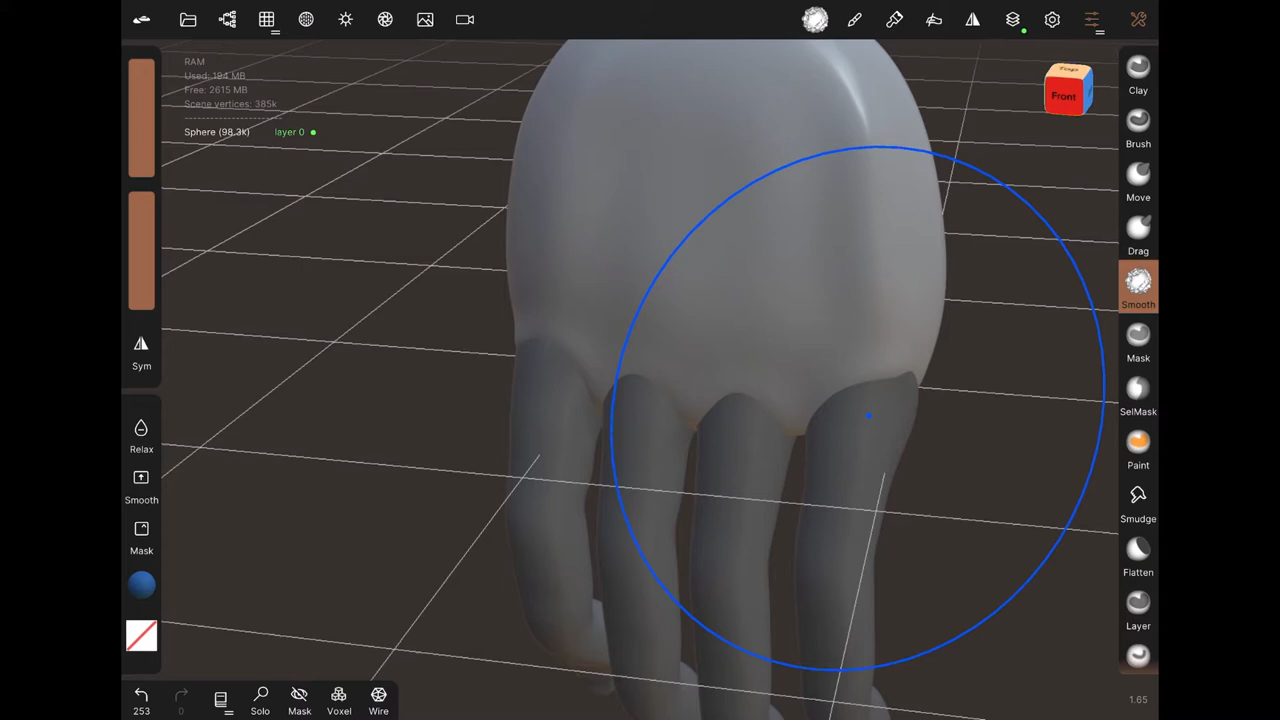 RAM
Used: 194 MB
Free: 2615 MB
Scene vertices: 385k
Sphere (98.3k) layer 0
Top
Front
Sym
Relax
Smooth
Mask
Clay
Brush
Move
Drag
Smooth
Mask
SelMask
Paint
Smudge
Flatten
Layer
253
0
Solo
Mask
Voxel
Wire
1.65